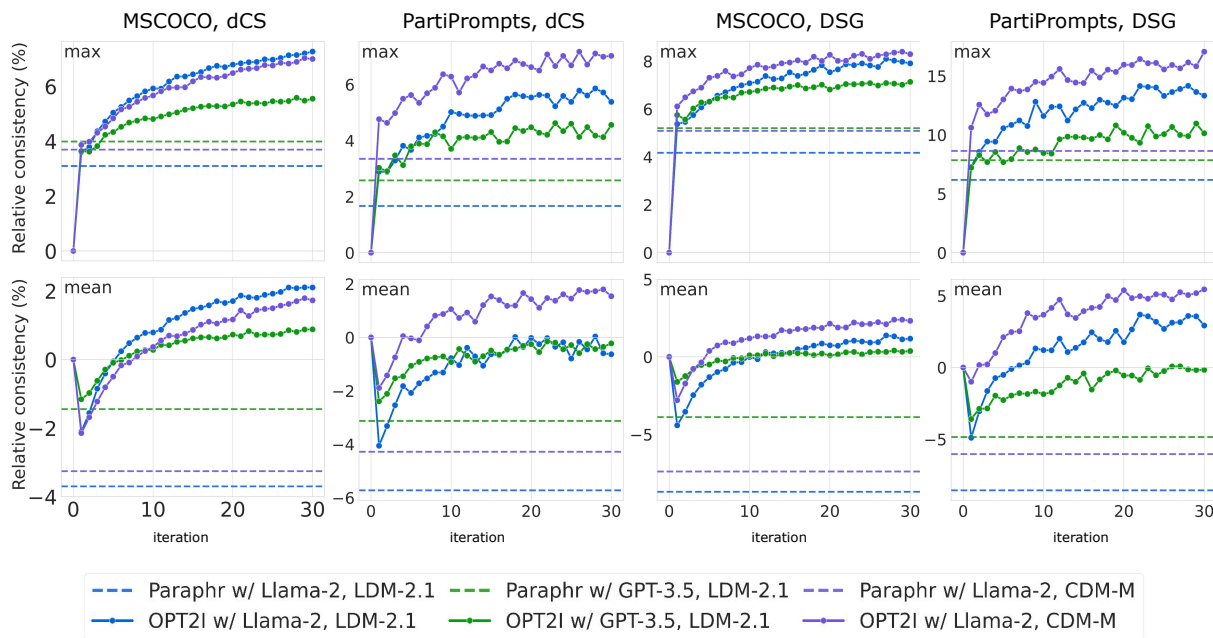 MSCOCO, dCS
PartiPrompts, dCS
MSCOCO, DSG
PartiPrompts, DSG
Relative consistency (%)
max
6
4
2
0
max
6
4
2
0
max
8
6
4
2
0
max
15
10
5
0
Relative consistency (%)
mean
2
0
−2
−4
0
10
20
30
iteration
mean
2
0
−2
−4
−6
0
10
20
30
iteration
mean
5
0
−5
0
10
20
30
iteration
mean
5
0
−5
0
10
20
30
iteration
Paraphr w/ Llama-2, LDM-2.1
Paraphr w/ GPT-3.5, LDM-2.1
Paraphr w/ Llama-2, CDM-M
OPT2I w/ Llama-2, LDM-2.1
OPT2I w/ GPT-3.5, LDM-2.1
OPT2I w/ Llama-2, CDM-M